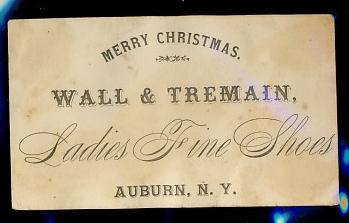 MERRY CHRISTMAS.
WALL & TREMAIN,
Ladies Fine Shoes
AUBURN, N. Y.